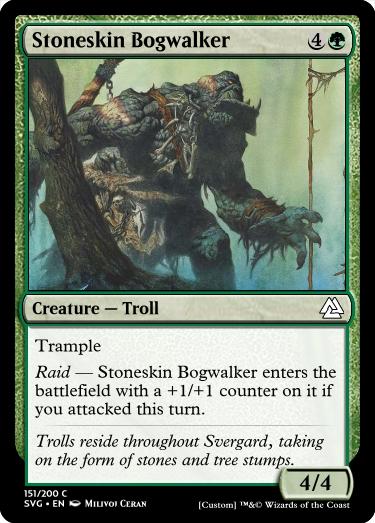 Stoneskin Bogwalker 4
Creature — Troll
Trample
Raid — Stoneskin Bogwalker enters the
battlefield with a +1/+1 counter on it if
you attacked this turn.
Trolls reside throughout Svergard, taking
on the form of stones and tree stumps.
4/4
151/200 C
SVG • EN Milivoj Ceran
[Custom] ™&© Wizards of the Coast